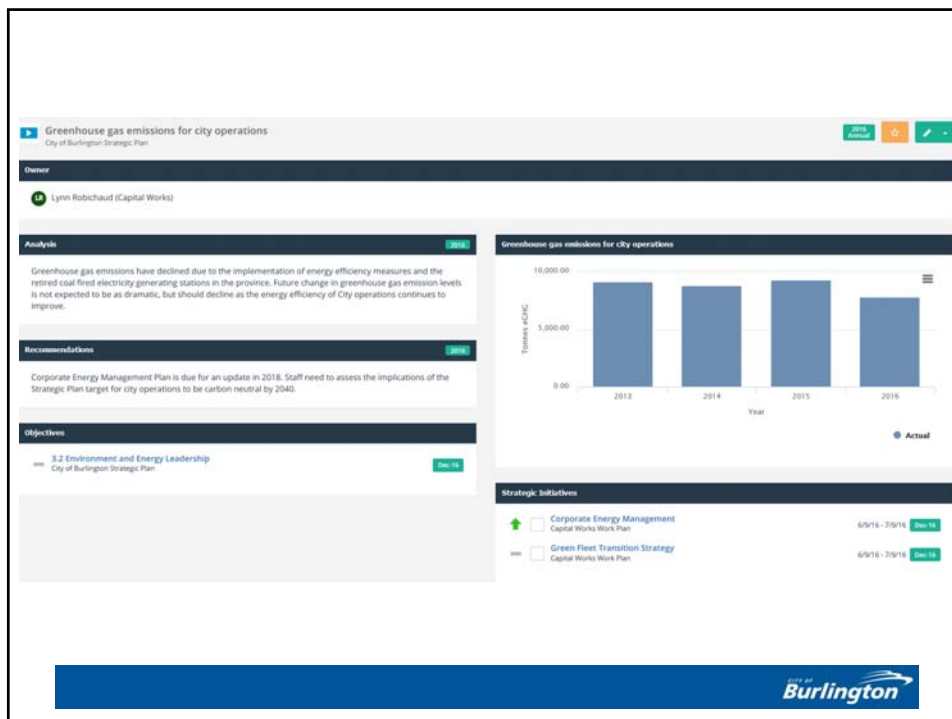 Greenhouse gas emissions for city operations
City of Burlington Strategic Plan
2016
Annual
Owner
LR Lynn Robichaud (Capital Works)
Analysis 2016
Greenhouse gas emissions have declined due to the implementation of energy efficiency measures and the
retired coal fired electricity generating stations in the province. Future change in greenhouse gas emission levels
is not expected to be as dramatic, but should decline as the energy efficiency of City operations continues to
improve.
Recommendations 2016
Corporate Energy Management Plan is due for an update in 2018. Staff need to assess the implications of the
Strategic Plan target for city operations to be carbon neutral by 2040.
Objectives
3.2 Environment and Energy Leadership
City of Burlington Strategic Plan
Dec-16
Greenhouse gas emissions for city operations
10,000.00
5,000.00
0.00
Tonnes eGHG
2013 2014 2015 2016
Year
Actual
Strategic Initiatives
Corporate Energy Management
Capital Works Work Plan
6/9/16 - 7/9/16 Dec-16
Green Fleet Transition Strategy
Capital Works Work Plan
6/9/16 - 7/9/16 Dec-16
CITY OF
Burlington